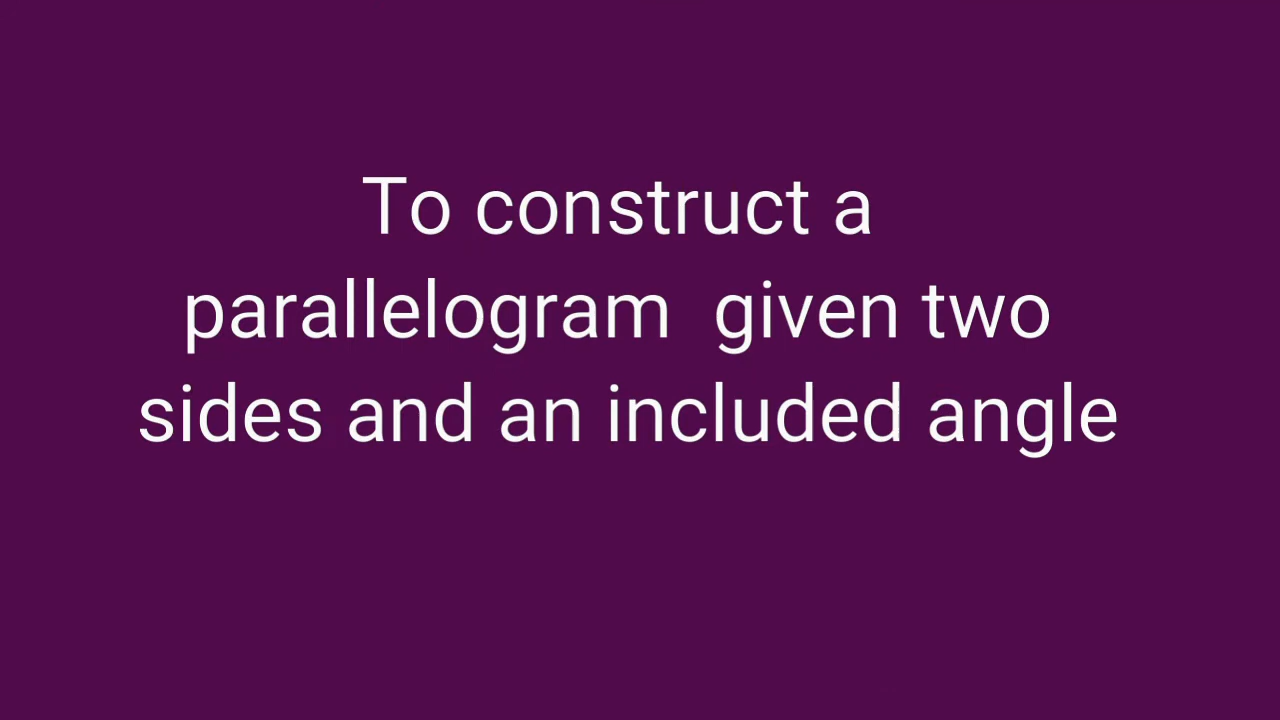 To construct a
parallelogram  given two
sides and an included angle